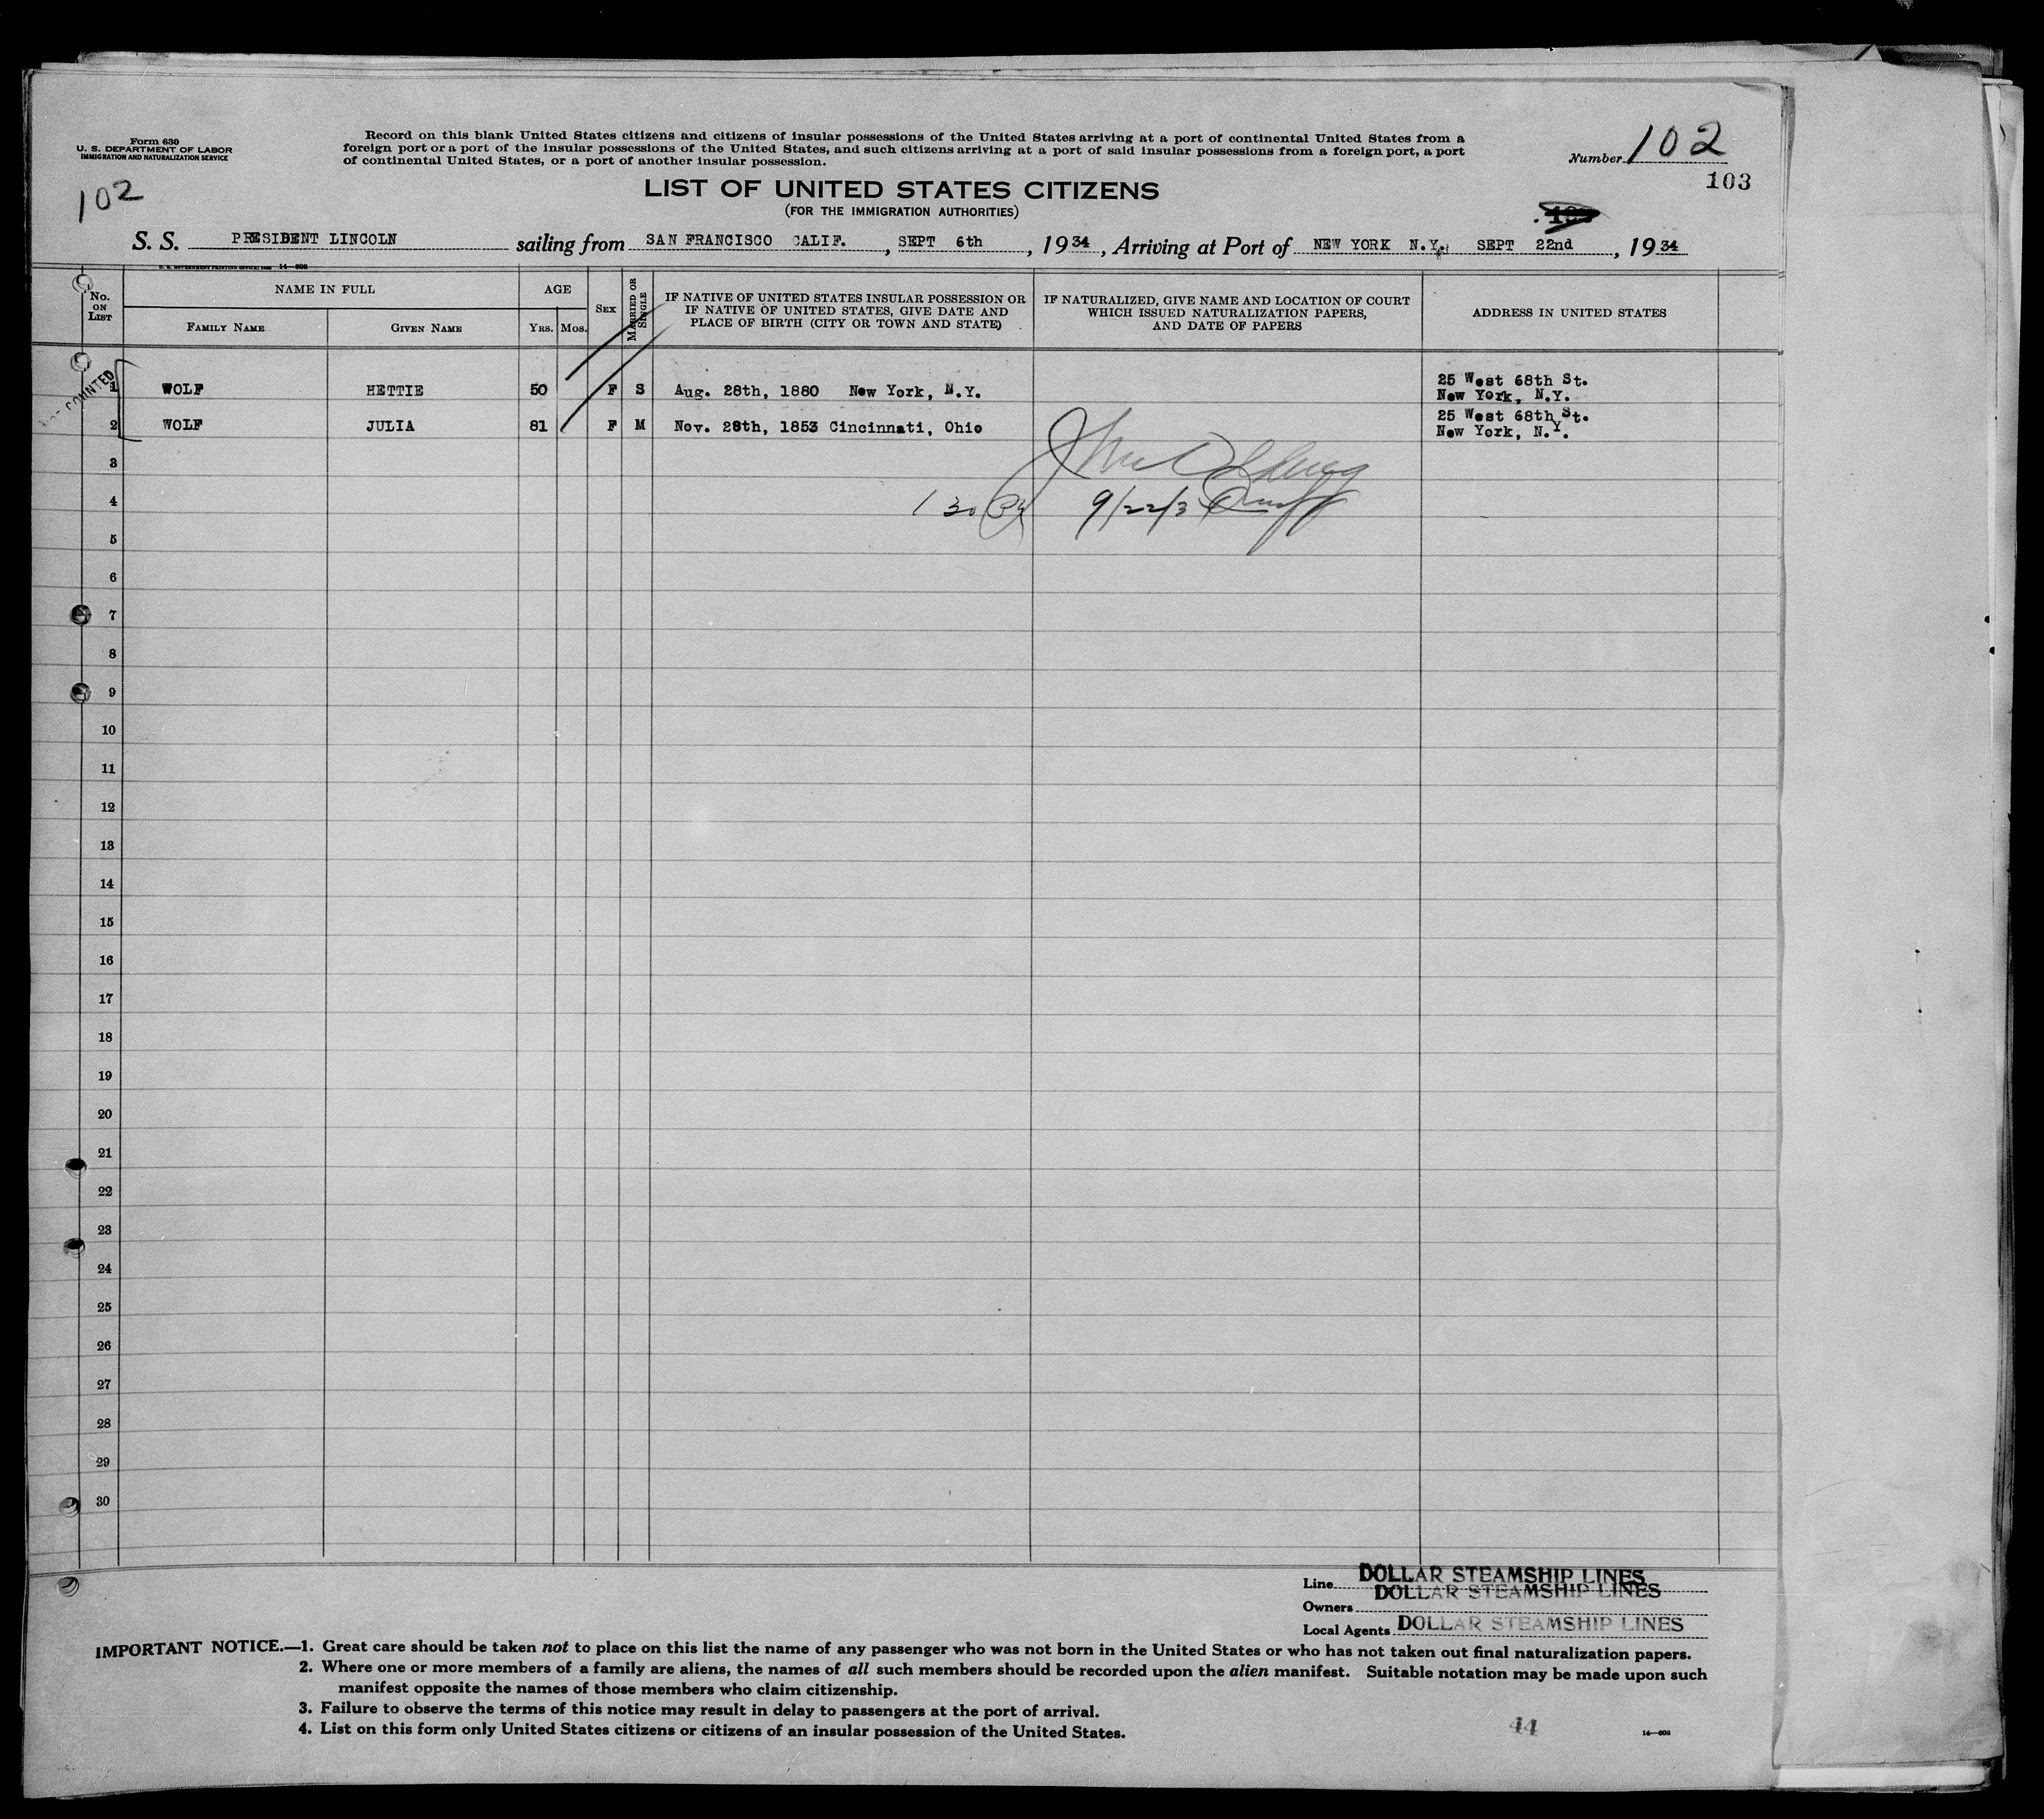 Form 630
U. S. DEPARTMENT OF LABOR
IMMIGRATION AND NATURALIZATION SERVICE
Record on this blank United States citizens and citizens of insular possessions of the United States arriving at a port of continental United States from a
foreign port or a port of the insular possessions of the United States, and such citizens arriving at a port of said insular possessions from a foreign port, a port
of continental United States, or a port of another insular possession.
Number 102
103
102
LIST OF UNITED STATES CITIZENS
(FOR THE IMMIGRATION AUTHORITIES)
S. S. PRESIDENT LINCOLN sailing from SAN FRANCISCO CALIF., SEPT 6th, 1934, Arriving at Port of NEW YORK N.Y. SEPT 22nd, 1934
U. S. GOVERNMENT PRINTING OFFICE 14—608
No. ON LIST
NAME IN FULL
FAMILY NAME
GIVEN NAME
AGE
YRS.
MOS.
SEX
MARRIED OR SINGLE
IF NATIVE OF UNITED STATES INSULAR POSSESSION OR
IF NATIVE OF UNITED STATES, GIVE DATE AND
PLACE OF BIRTH (CITY OR TOWN AND STATE)
IF NATURALIZED, GIVE NAME AND LOCATION OF COURT
WHICH ISSUED NATURALIZATION PAPERS,
AND DATE OF PAPERS
ADDRESS IN UNITED STATES
COUNTED
1 WOLF HETTIE 50 F S Aug. 28th, 1880 New York, N.Y. 25 West 68th St.
New York, N.Y.
2 WOLF JULIA 81 F M Nov. 28th, 1853 Cincinnati, Ohio 25 West 68th St.
New York, N.Y.
3
4 9/22/3
5
6
7
8
9
10
11
12
13
14
15
16
17
18
19
20
21
22
23
24
25
26
27
28
29
30
Line DOLLAR STEAMSHIP LINES
Owners DOLLAR STEAMSHIP LINES
Local Agents DOLLAR STEAMSHIP LINES
IMPORTANT NOTICE.—1. Great care should be taken not to place on this list the name of any passenger who was not born in the United States or who has not taken out final naturalization papers.
2. Where one or more members of a family are aliens, the names of all such members should be recorded upon the alien manifest. Suitable notation may be made upon such
manifest opposite the names of those members who claim citizenship.
3. Failure to observe the terms of this notice may result in delay to passengers at the port of arrival.
4. List on this form only United States citizens or citizens of an insular possession of the United States.
44
14—608